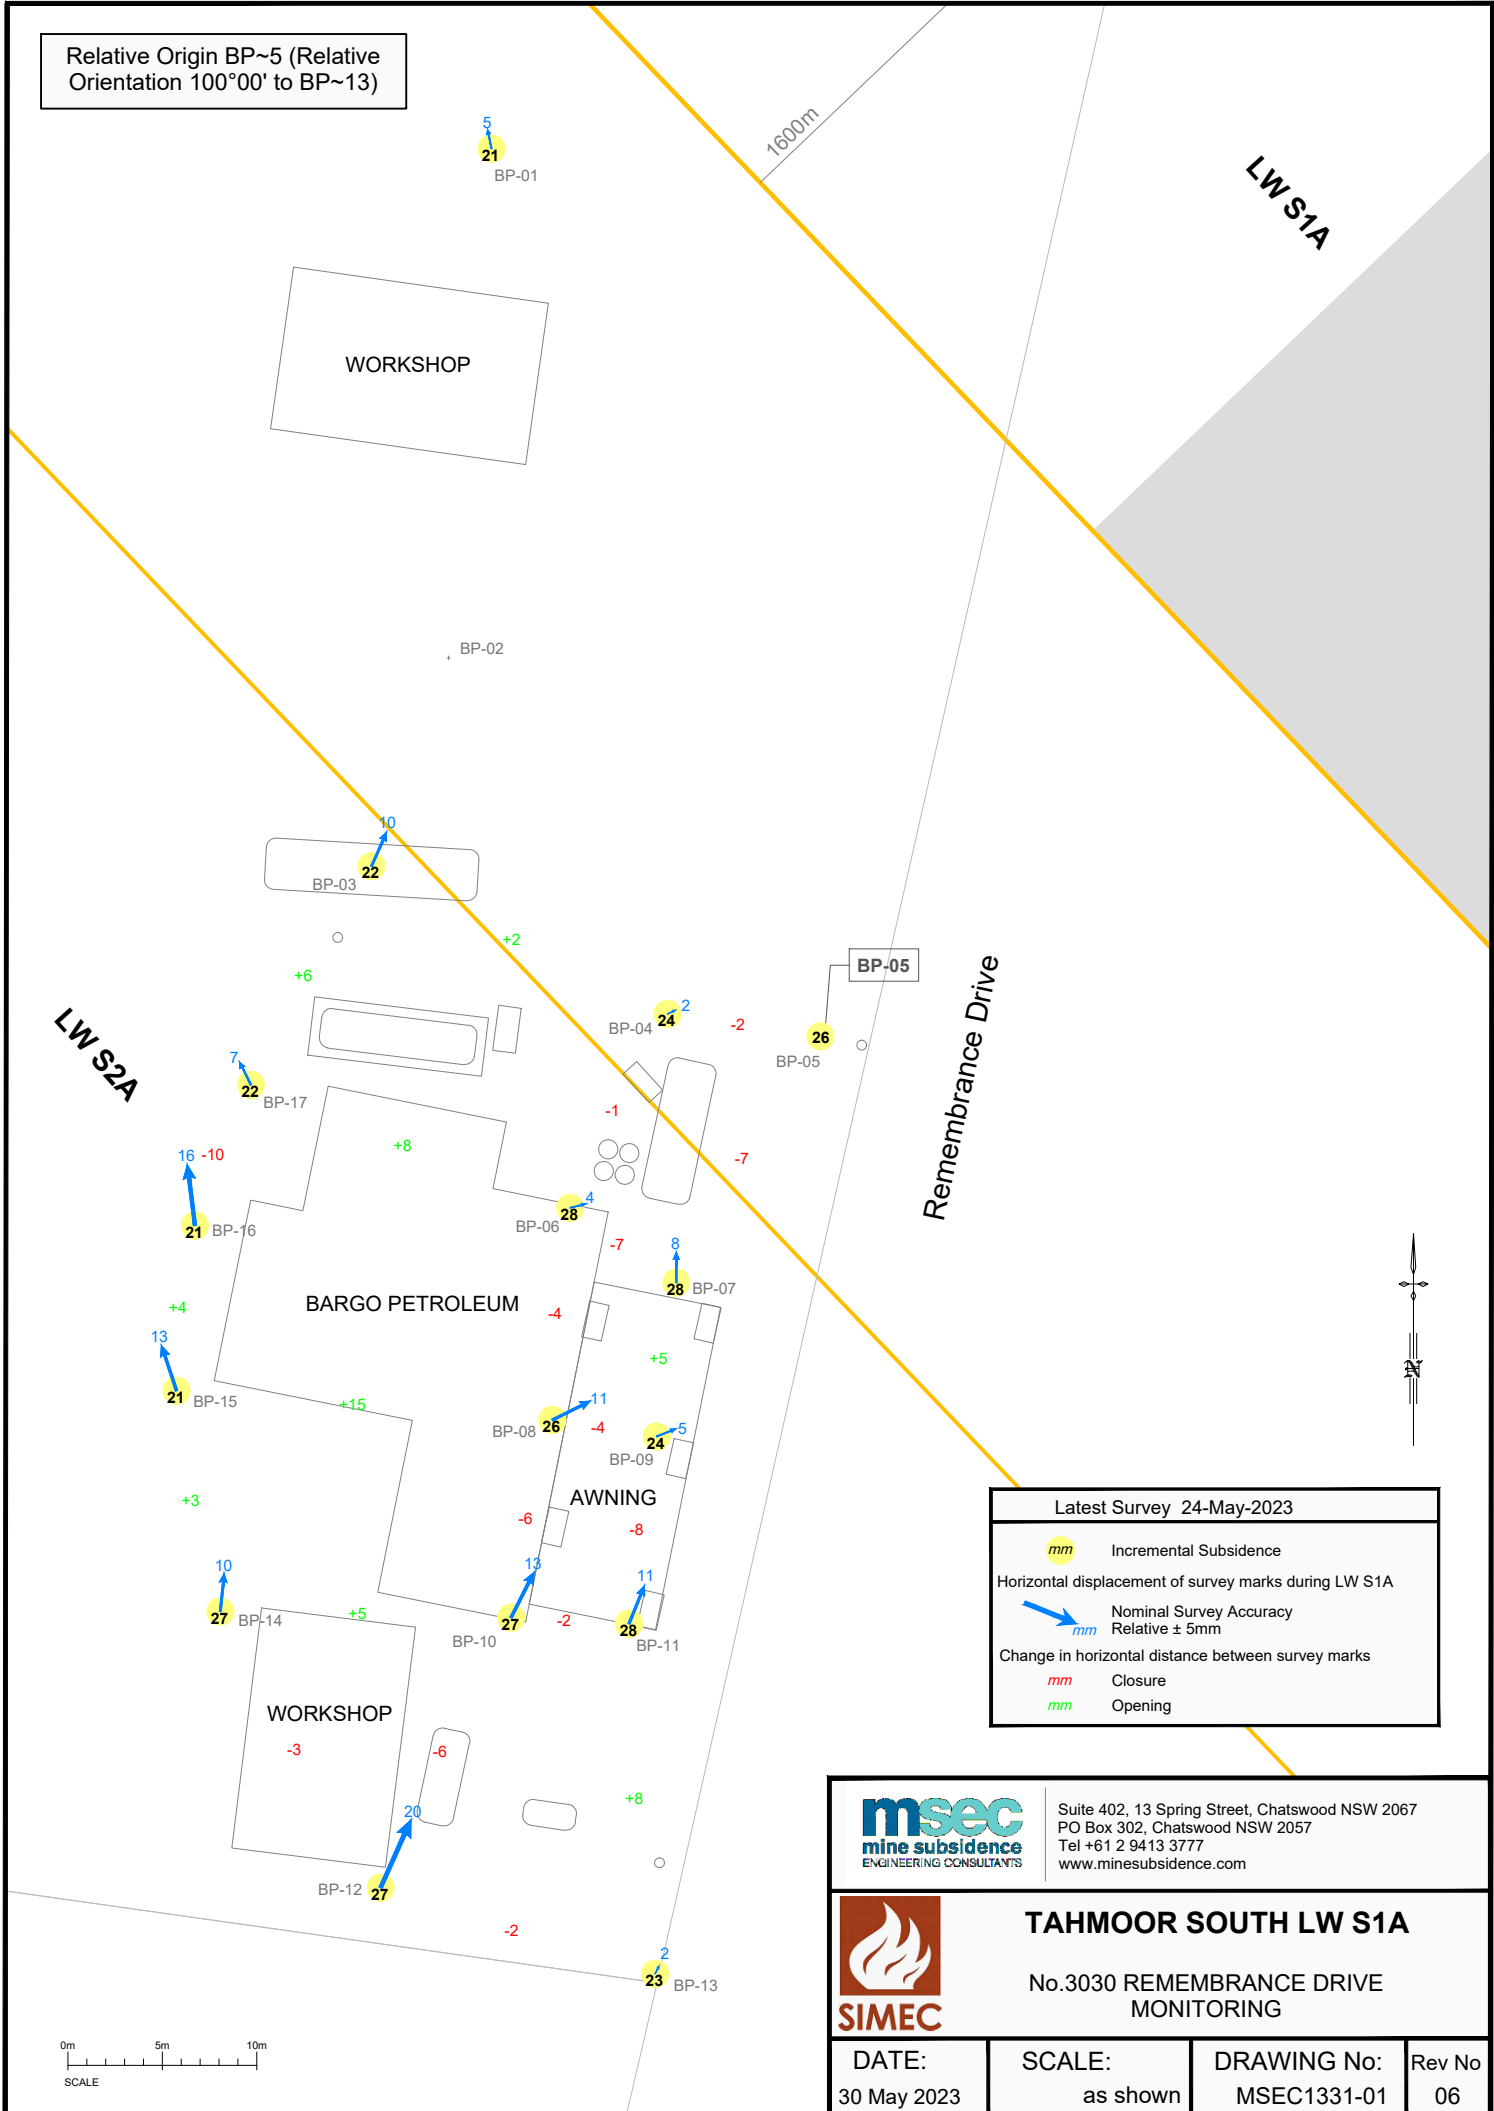 Relative Origin BP~5 (Relative
Orientation 100°00' to BP~13)
5
21
BP-01
1600m
LW S1A
WORKSHOP
BP-02
10
22
BP-03
+2
+6
BP-05
2
24
BP-04
-2
26
BP-05
Remembrance Drive
LW S2A
7
22
BP-17
-1
+8
16
-10
-7
4
28
BP-06
21
BP-16
-7
8
28
BP-07
BARGO PETROLEUM
+4
-4
13
+5
21
BP-15
+15
11
26
BP-08
-4
5
24
BP-09
AWNING
+3
-6
-8
10
13
11
27
BP-14
+5
27
BP-10
-2
28
BP-11
WORKSHOP
-3
-6
+8
20
27
BP-12
-2
2
23
BP-13
N
0m
5m
10m
SCALE
Latest Survey 24-May-2023
mm
Incremental Subsidence
Horizontal displacement of survey marks during LW S1A
mm
Nominal Survey Accuracy
Relative ± 5mm
Change in horizontal distance between survey marks
mm
Closure
mm
Opening
msec
mine subsidence
ENGINEERING CONSULTANTS
Suite 402, 13 Spring Street, Chatswood NSW 2067
PO Box 302, Chatswood NSW 2057
Tel +61 2 9413 3777
www.minesubsidence.com
SIMEC
TAHMOOR SOUTH LW S1A
No.3030 REMEMBRANCE DRIVE
MONITORING
DATE:
30 May 2023
SCALE:
as shown
DRAWING No:
MSEC1331-01
Rev No
06